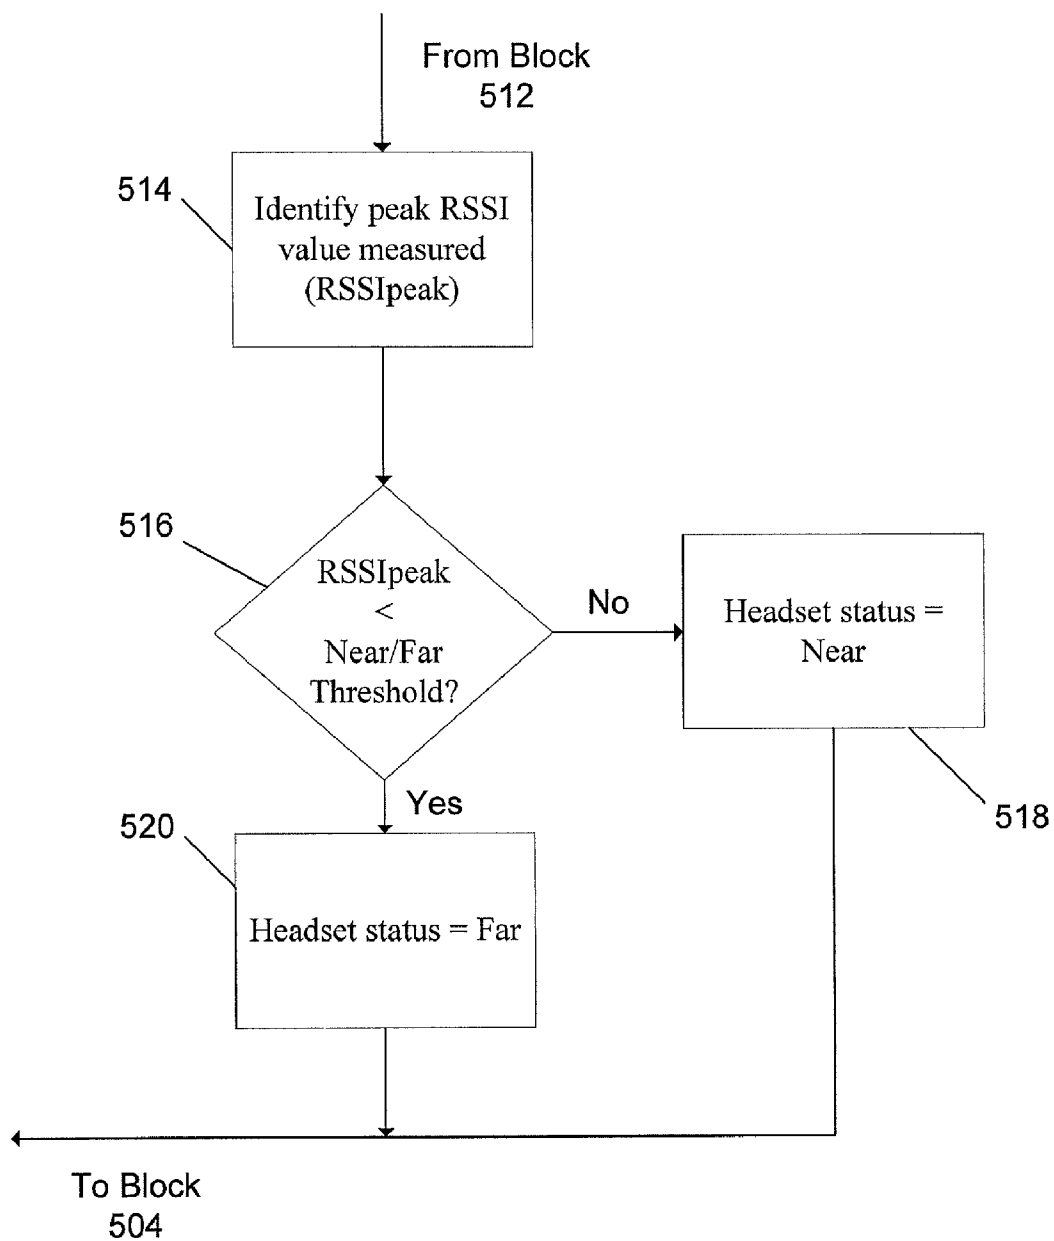 From Block
512
514
Identify peak RSSI
value measured
(RSSIpeak)
516
RSSIpeak
<
Near/Far
Threshold?
No
Headset status =
Near
518
Yes
520
Headset status = Far
To Block
504